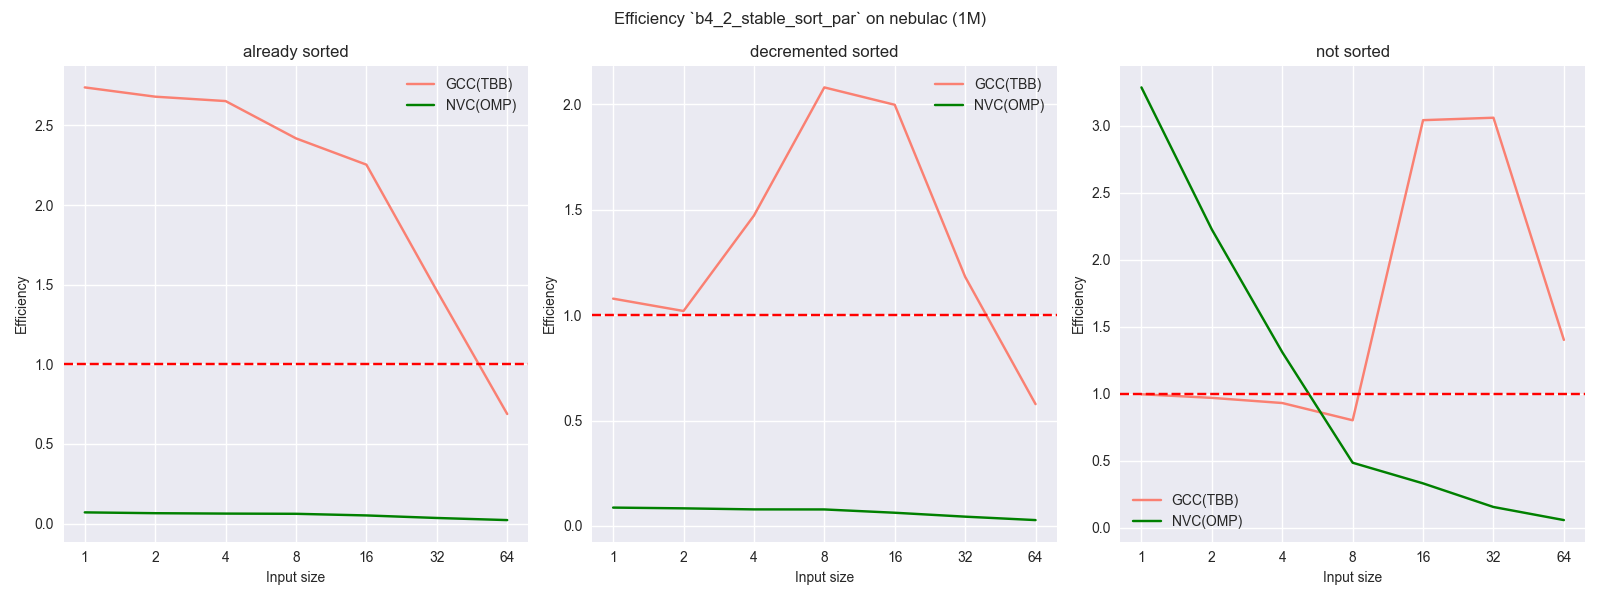 Efficiency `b4_2_stable_sort_par` on nebulac (1M)
already sorted
GCC(TBB)
NVC(OMP)
Efficiency
2.5
2.0
1.5
1.0
0.5
0.0
1 2 4 8 16 32 64
Input size
decremented sorted
GCC(TBB)
NVC(OMP)
Efficiency
2.0
1.5
1.0
0.5
0.0
1 2 4 8 16 32 64
Input size
not sorted
Efficiency
3.0
2.5
2.0
1.5
1.0
0.5
0.0
GCC(TBB)
NVC(OMP)
1 2 4 8 16 32 64
Input size